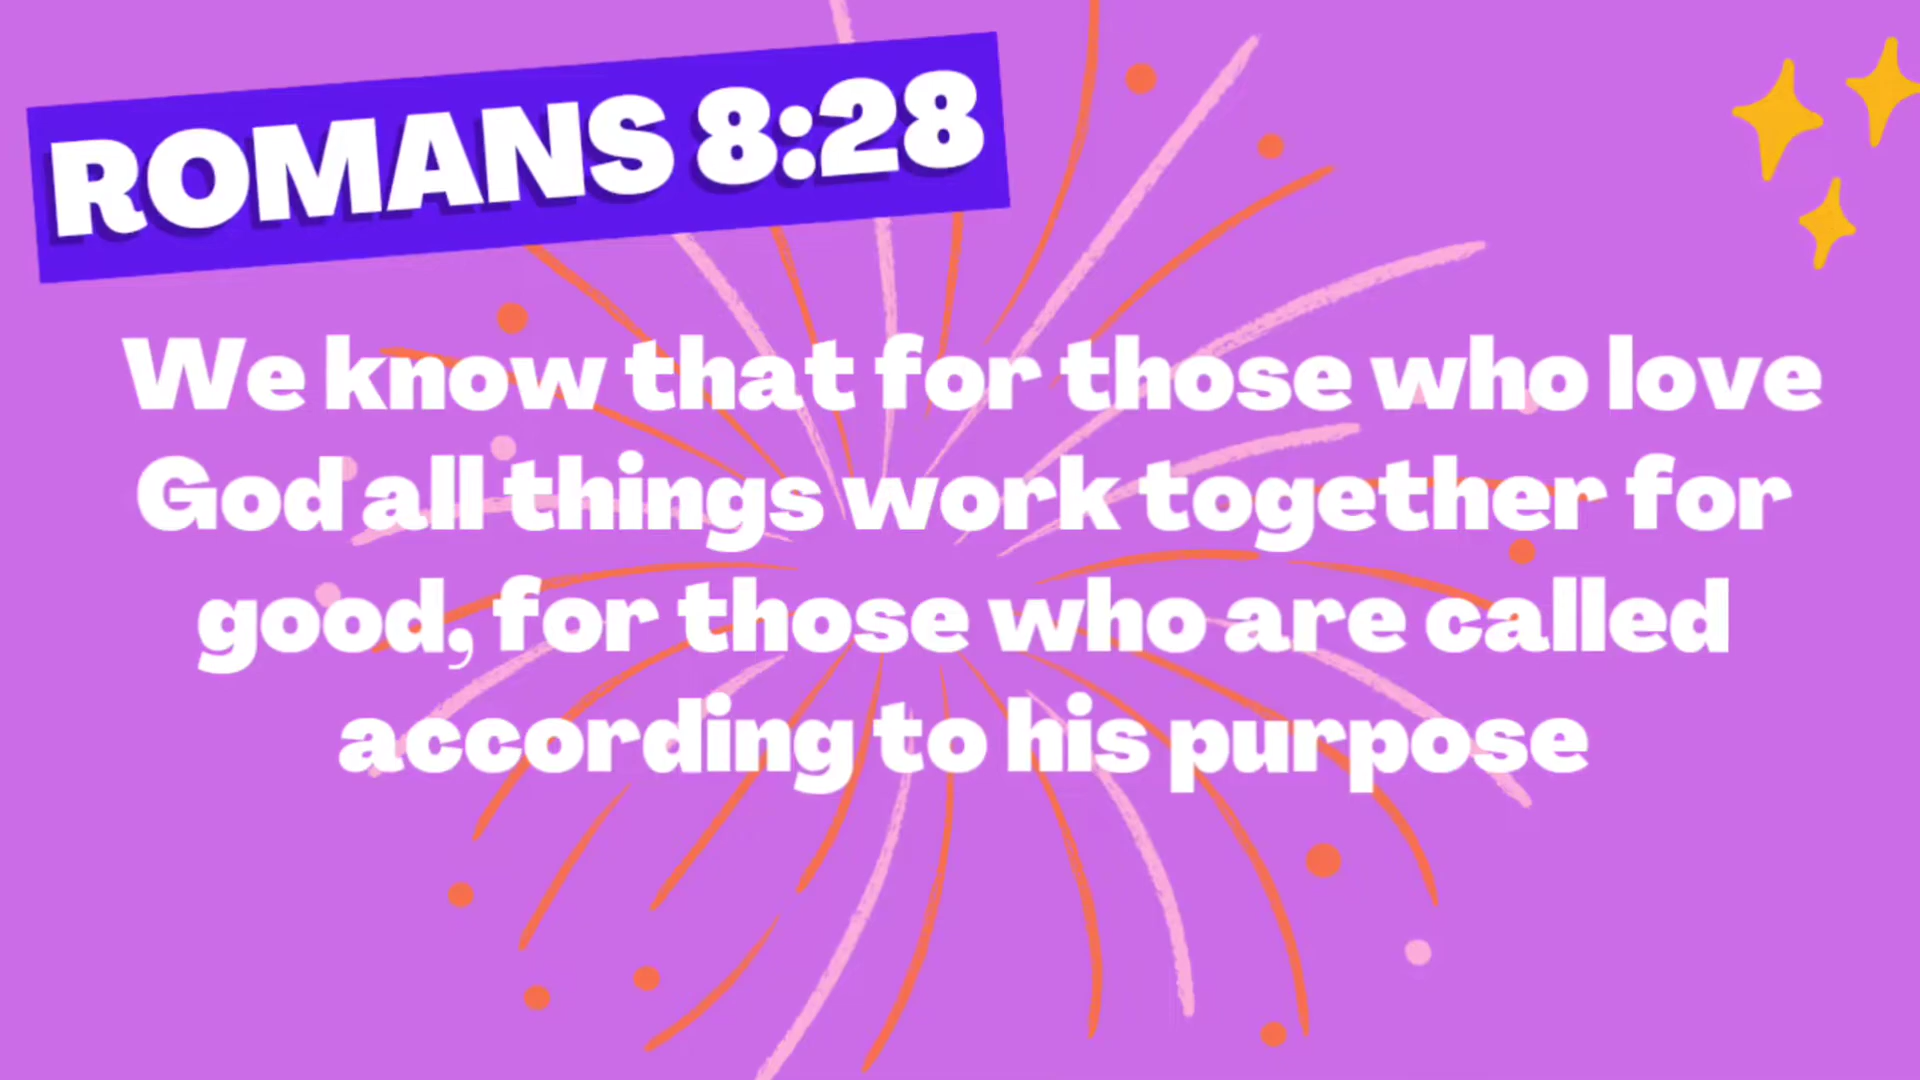 ROMANS 8:28
We know that for those who love
God all things work together for
good, for those who are called
according to his purpose